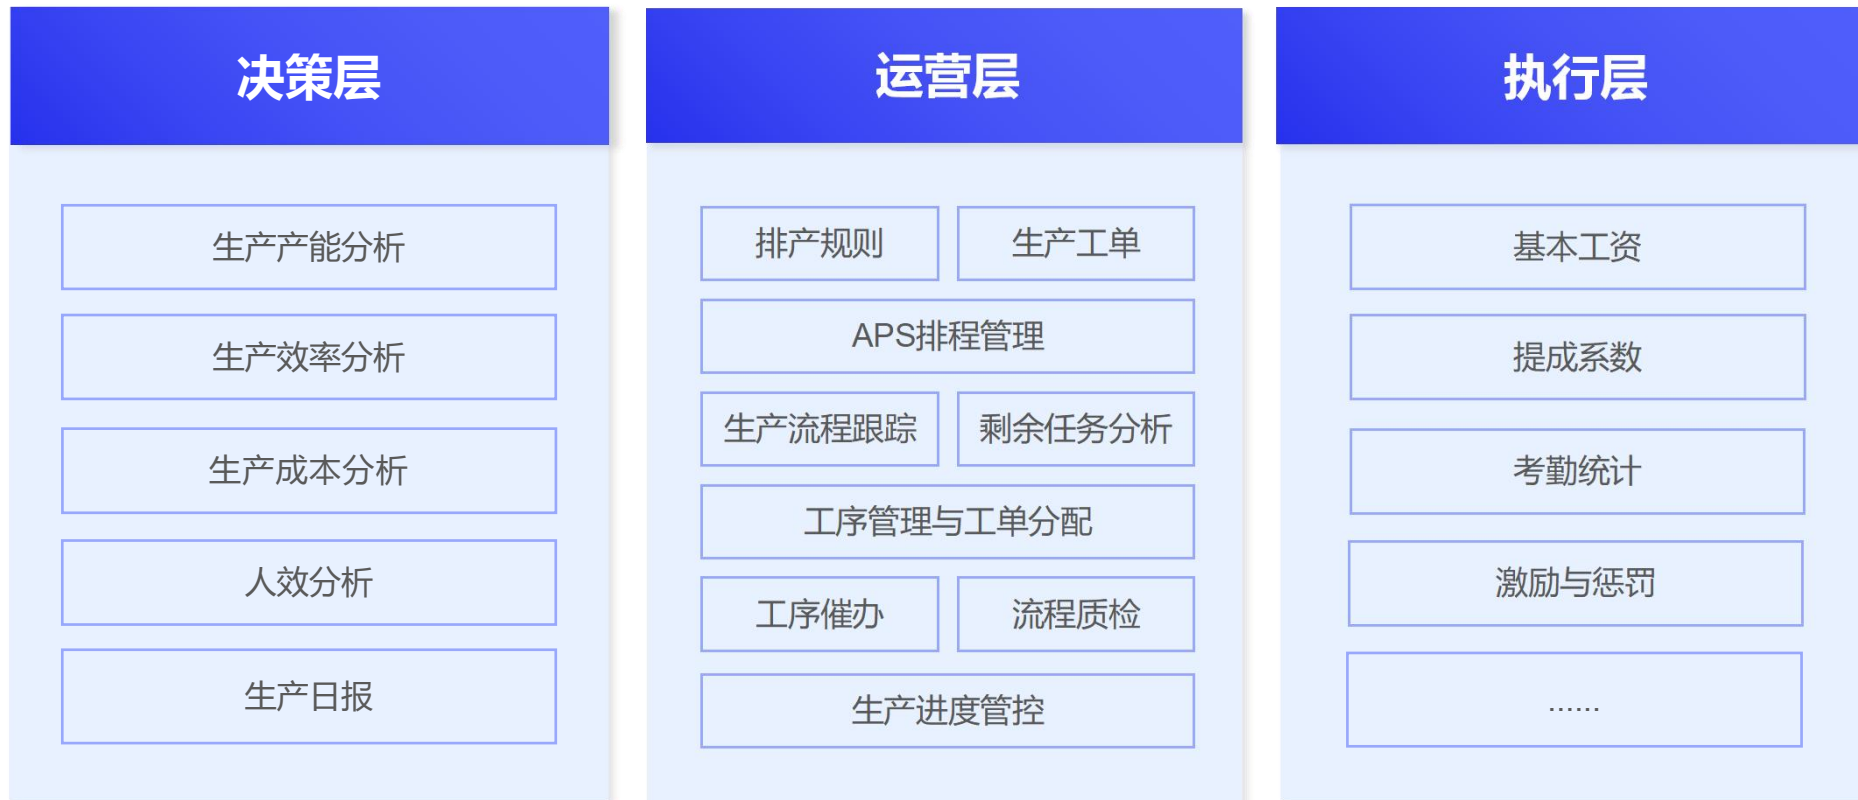 决策层
生产产能分析
生产效率分析
生产成本分析
人效分析
生产日报
运营层
排产规则
生产工单
APS排程管理
生产流程跟踪
剩余任务分析
工序管理与工单分配
工序催办
流程质检
生产进度管控
执行层
基本工资
提成系数
考勤统计
激励与惩罚
......